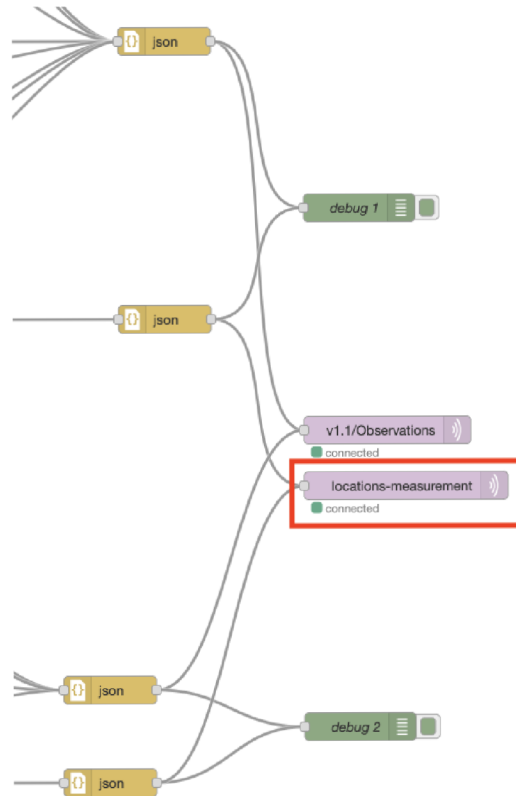 json
debug 1
json
v1.1/Observations
connected
locations-measurement
connected
json
debug 2
json